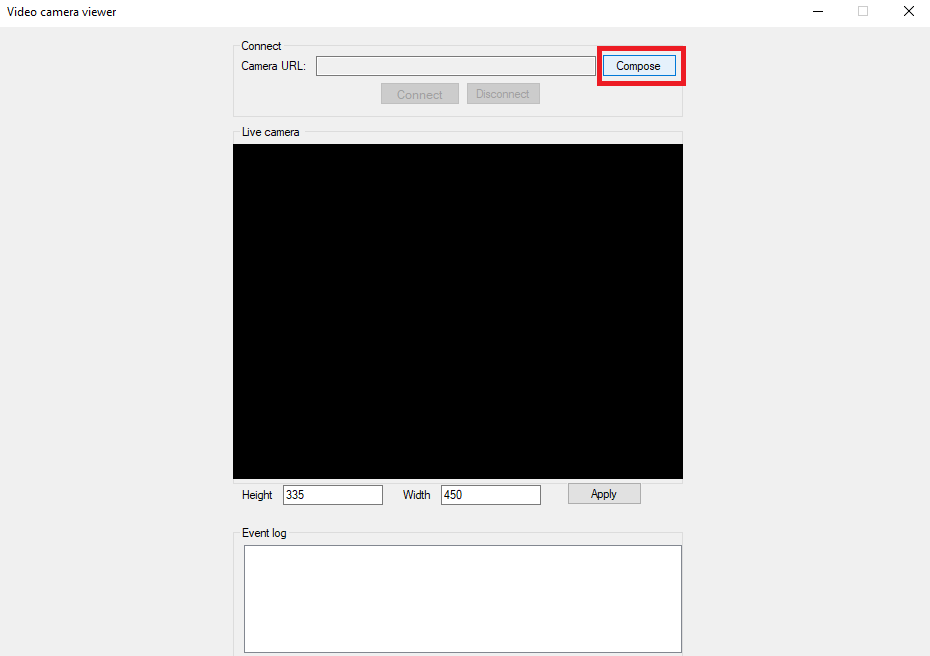 Video camera viewer
Connect
Camera URL:
Compose
Connect
Disconnect
Live camera
Height
335
Width
450
Apply
Event log